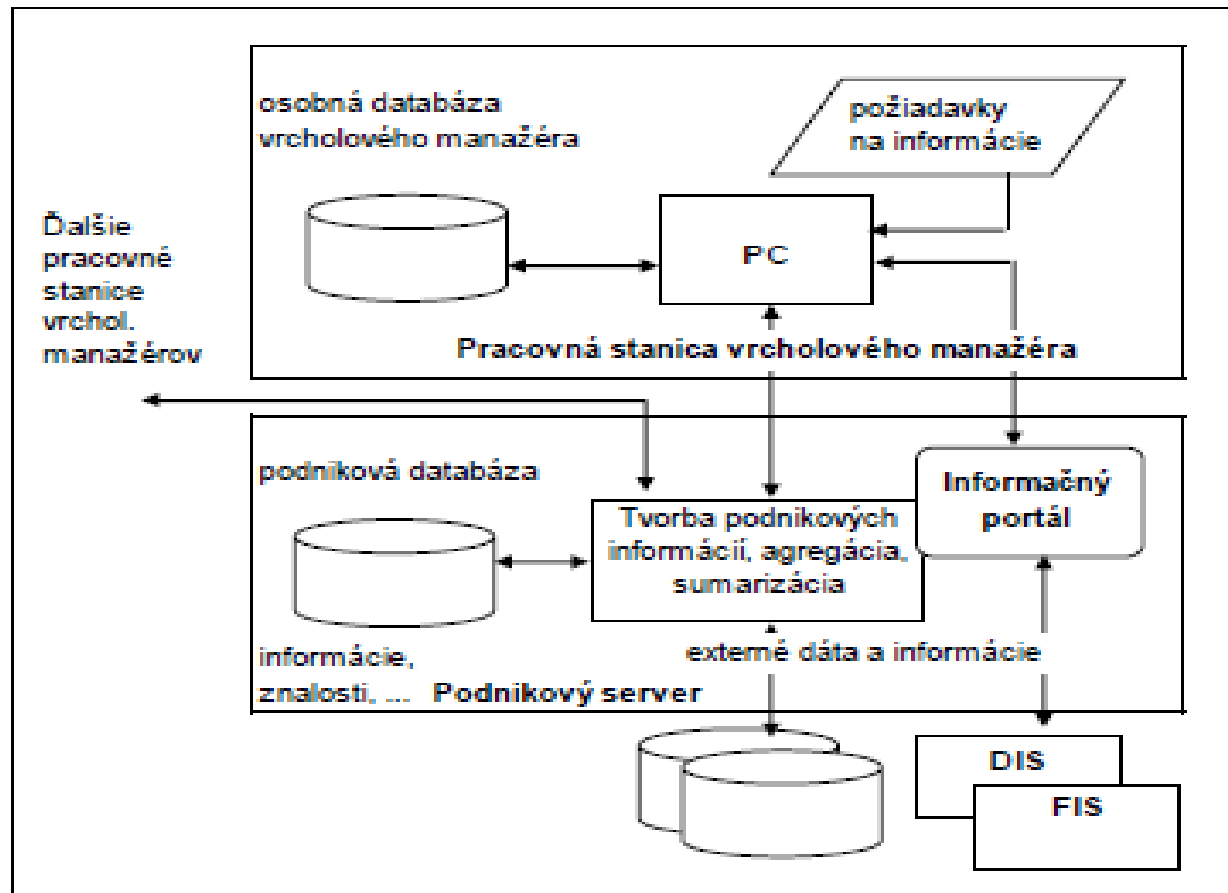 osobná databáza
vrcholového manažéra
požiadavky
na informácie
Ďalšie
pracovné
stanice
vrchol.
manažérov
PC
Pracovná stanica vrcholového manažéra
podniková databáza
Informačný
portál
Tvorba podnikových
informácií, agregácia,
sumarizácia
informácie,
znalosti, ...
Podnikový server
externé dáta a informácie
DIS
FIS